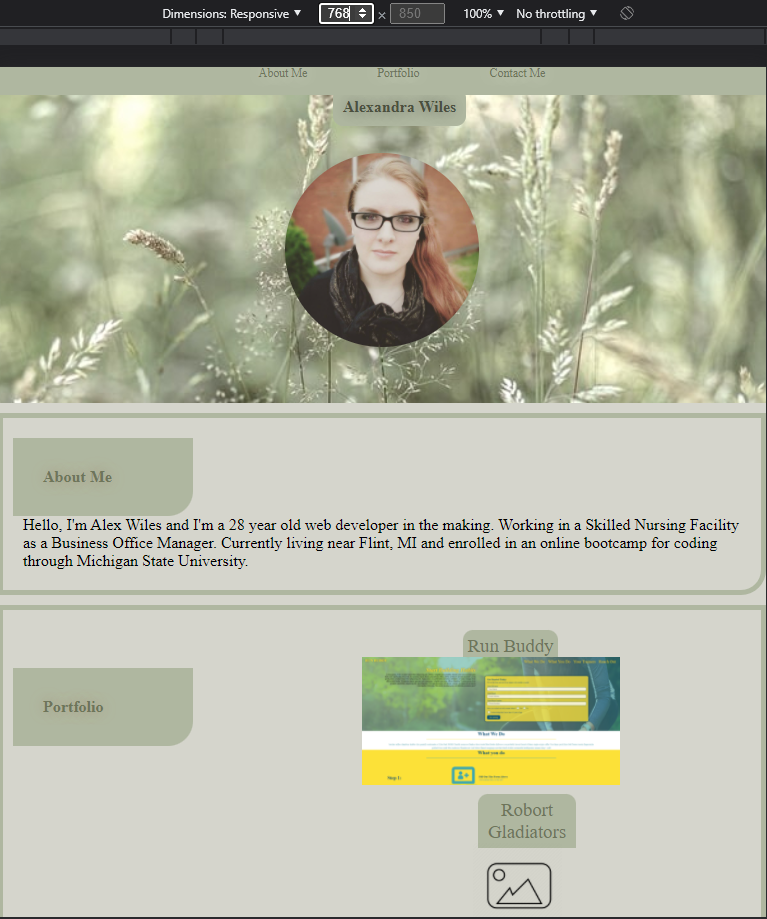 Dimensions: Responsive 768 × 850 100% No throttling
About Me Portfolio Contact Me
Alexandra Wiles
About Me
Hello, I'm Alex Wiles and I'm a 28 year old web developer in the making. Working in a Skilled Nursing Facility
as a Business Office Manager. Currently living near Flint, MI and enrolled in an online bootcamp for coding
through Michigan State University.
Run Buddy
What We Do
What you do
Step 1:
Portfolio
Robort
Gladiators